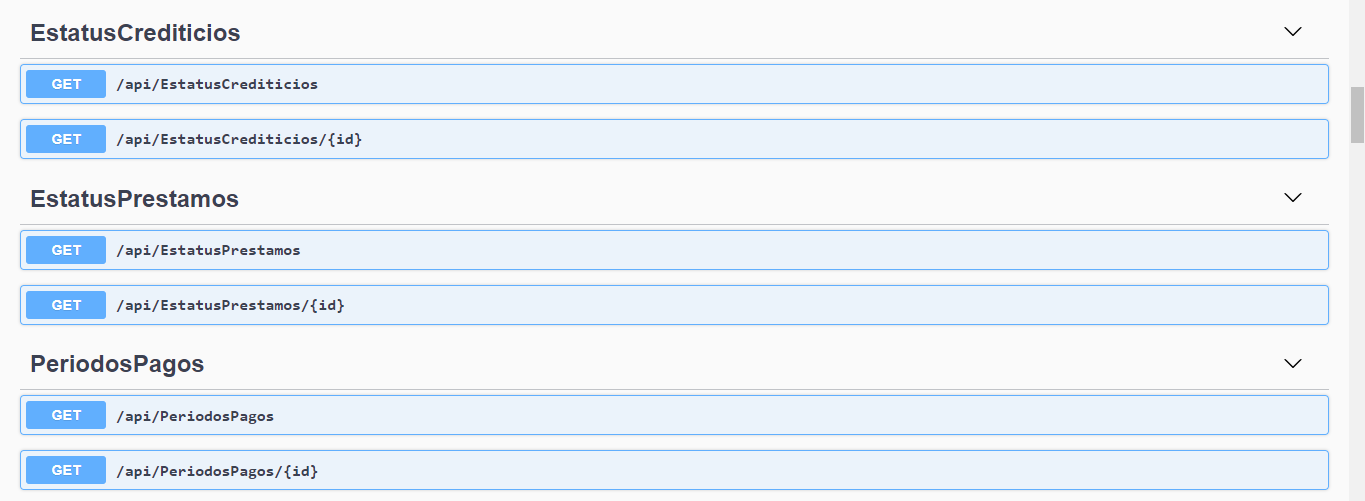 EstatusCrediticios
GET /api/EstatusCrediticios
GET /api/EstatusCrediticios/{id}
EstatusPrestamos
GET /api/EstatusPrestamos
GET /api/EstatusPrestamos/{id}
PeriodosPagos
GET /api/PeriodosPagos
GET /api/PeriodosPagos/{id}